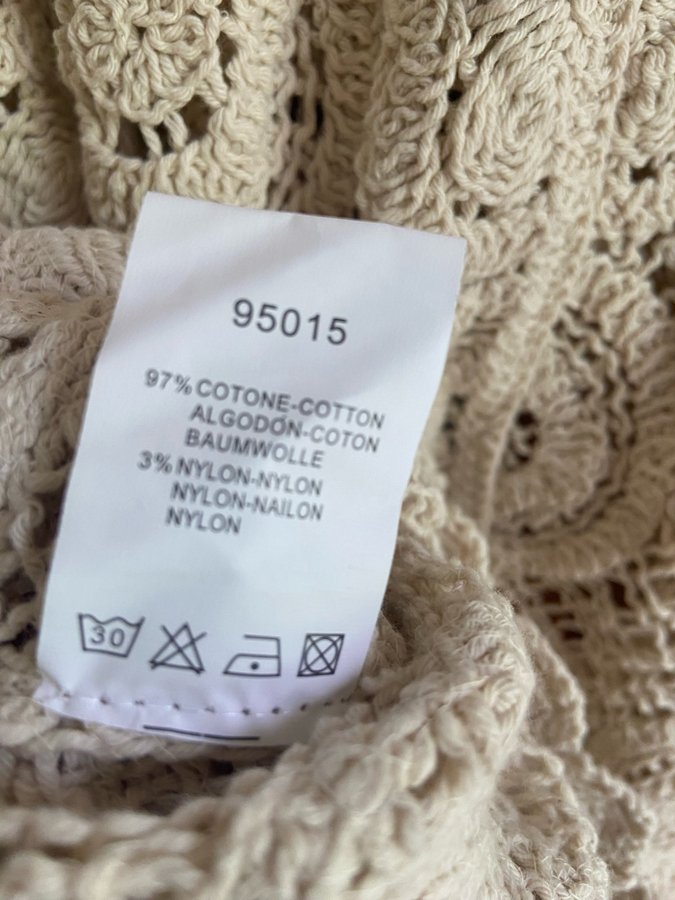 95015
97% COTONE-COTTON
ALGODÓN-COTON
BAUMWOLLE
3% NYLON-NYLON
NYLON-NAILON
NYLON
30